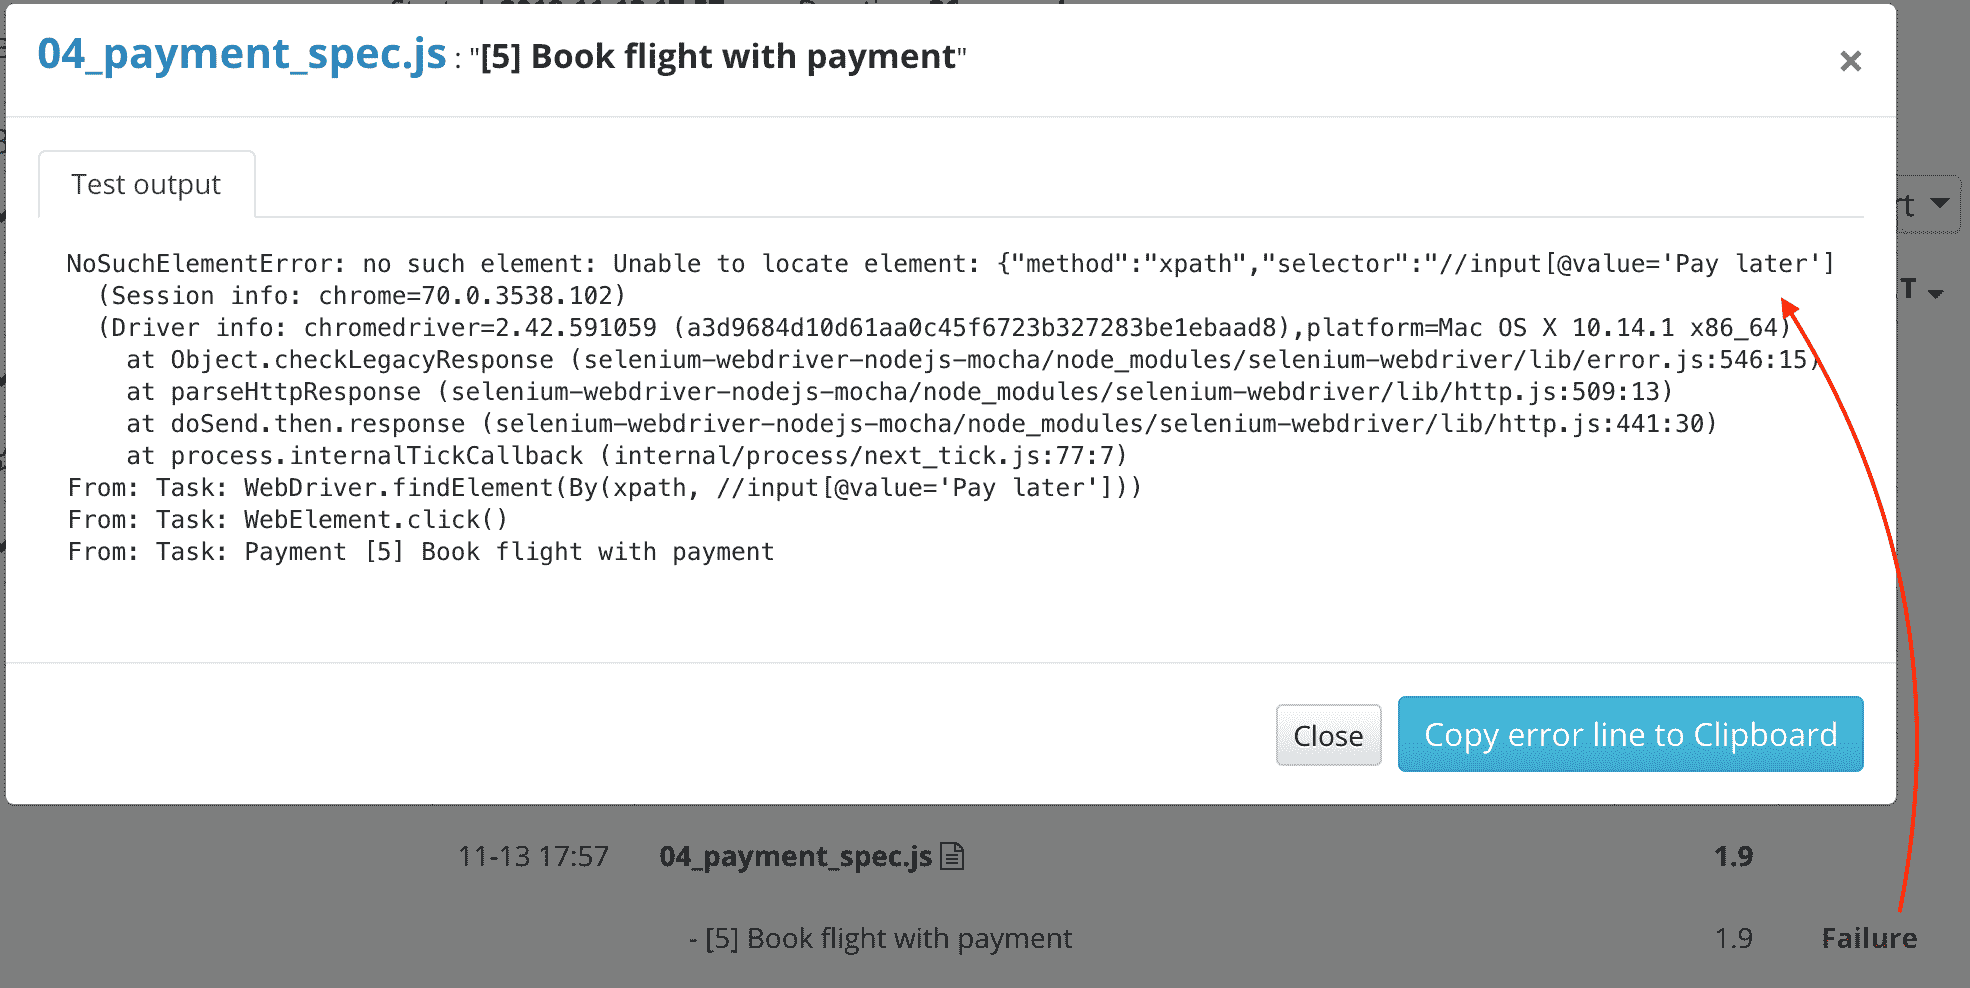 04_payment_spec.js : "[5] Book flight with payment"
×
Test output
NoSuchElementError: no such element: Unable to locate element: {"method":"xpath","selector":"//input[@value='Pay later']
(Session info: chrome=70.0.3538.102)
(Driver info: chromedriver=2.42.591059 (a3d9684d10d61aa0c45f6723b327283be1ebaad8),platform=Mac OS X 10.14.1 x86_64)
at Object.checkLegacyResponse (selenium-webdriver-nodejs-mocha/node_modules/selenium-webdriver/lib/error.js:546:15)
at parseHttpResponse (selenium-webdriver-nodejs-mocha/node_modules/selenium-webdriver/lib/http.js:509:13)
at doSend.then.response (selenium-webdriver-nodejs-mocha/node_modules/selenium-webdriver/lib/http.js:441:30)
at process.internalTickCallback (internal/process/next_tick.js:77:7)
From: Task: WebDriver.findElement(By(xpath, //input[@value='Pay later']))
From: Task: WebElement.click()
From: Task: Payment [5] Book flight with payment
Close
Copy error line to Clipboard
11-13 17:57 04_payment_spec.js 1.9
- [5] Book flight with payment 1.9 Failure